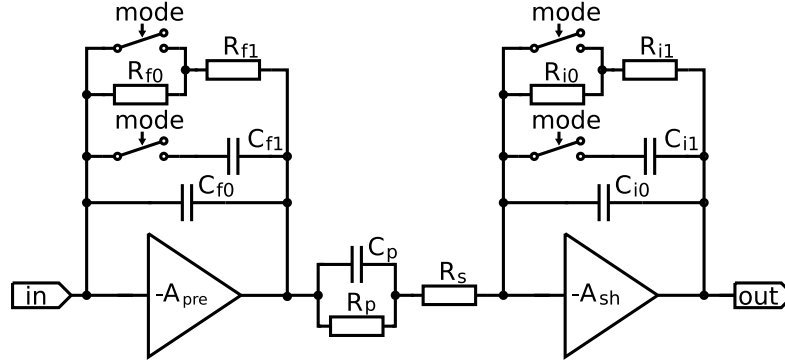 mode
mode
Rf1
Ri1
Rf0
Ri0
mode
mode
Cf1
Ci1
Cf0
Ci0
Cp
Rs
in
-Apre
Rp
-Ash
out